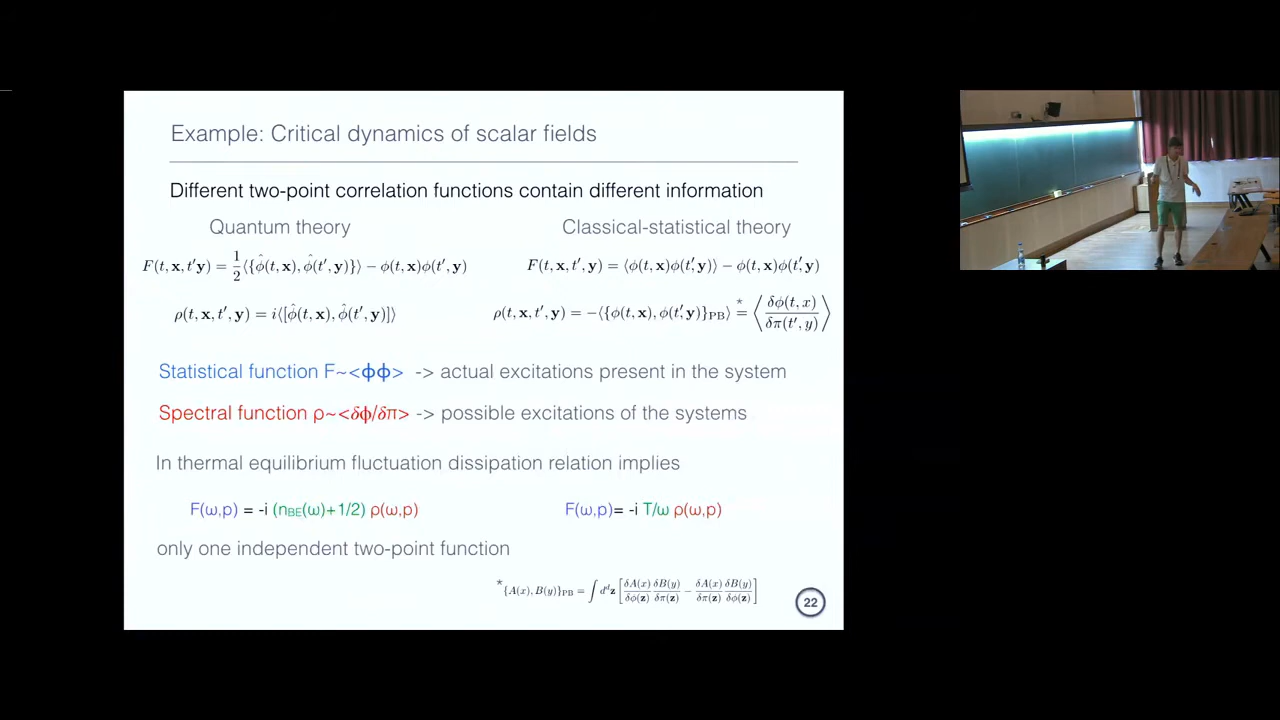 Example: Critical dynamics of scalar fields
Different two-point correlation functions contain different information
Quantum theory Classical-statistical theory
F(t, x, t′y) = 1/2 ⟨{φ̂(t, x), φ̂(t′, y)}⟩ − φ(t, x)φ(t′, y) F(t, x, t′, y) = ⟨φ(t, x)φ(t′, y)⟩ − φ(t, x)φ(t′, y)
ρ(t, x, t′, y) = i⟨[φ̂(t, x), φ̂(t′, y)]⟩ ρ(t, x, t′, y) = −⟨{φ(t, x), φ(t′, y)}PB⟩ *= ⟨δφ(t, x)/δπ(t′, y)⟩
Statistical function F~<ϕϕ> -> actual excitations present in the system
Spectral function ρ~<δϕ/δπ> -> possible excitations of the systems
In thermal equilibrium fluctuation dissipation relation implies
F(ω,p) = -i (nBE(ω)+1/2) ρ(ω,p) F(ω,p)= -i T/ω ρ(ω,p)
only one independent two-point function
*{A(x), B(y)}PB = ∫ d^d z [δA(x)/δφ(z) δB(y)/δπ(z) − δA(x)/δπ(z) δB(y)/δφ(z)]
22